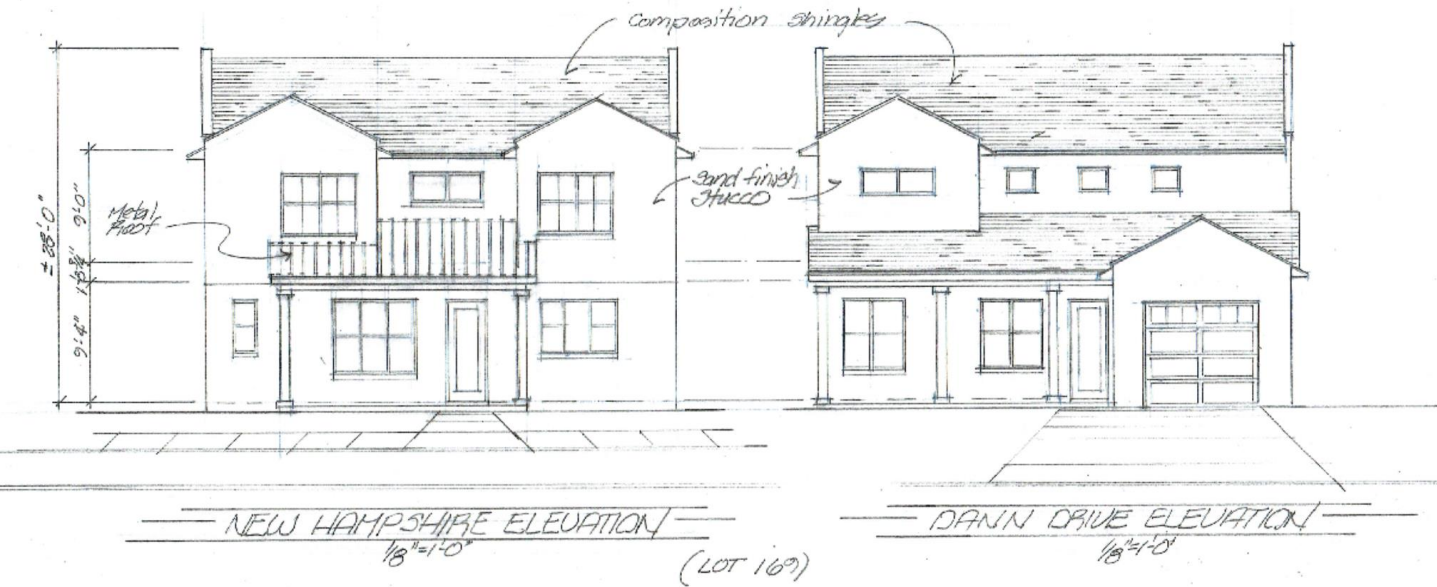 Composition Shingles
Sand finish
Stucco
Metal
Roof
± 28'-0"
9'-0"
9'-4"
NEW HAMPSHIRE ELEVATION
1/8"=1'-0"
DANN DRIVE ELEVATION
1/8"=1'-0"
(LOT 169)